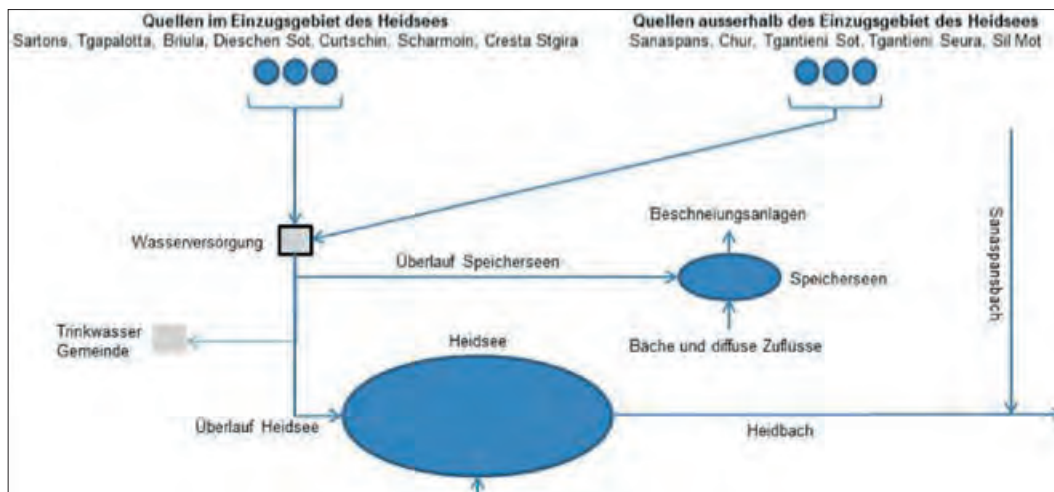 Quellen im Einzugsgebiet des Heidsees
Sartons, Tgapalotta, Briula, Dieschen Sot, Curtschin, Scharmoin, Cresta Stgira
Quellen ausserhalb des Einzugsgebiet des Heidsees
Sanaspans, Chur, Tgantieni Sot, Tgantieni Seura, Sil Mot
Wasserversorgung
Beschneiungsanlagen
Überlauf Speicherseen
Speicherseen
Sanaspansbach
Trinkwasser
Gemeinde
Heidsee
Bäche und diffuse Zuflüsse
Überlauf Heidsee
Heidbach